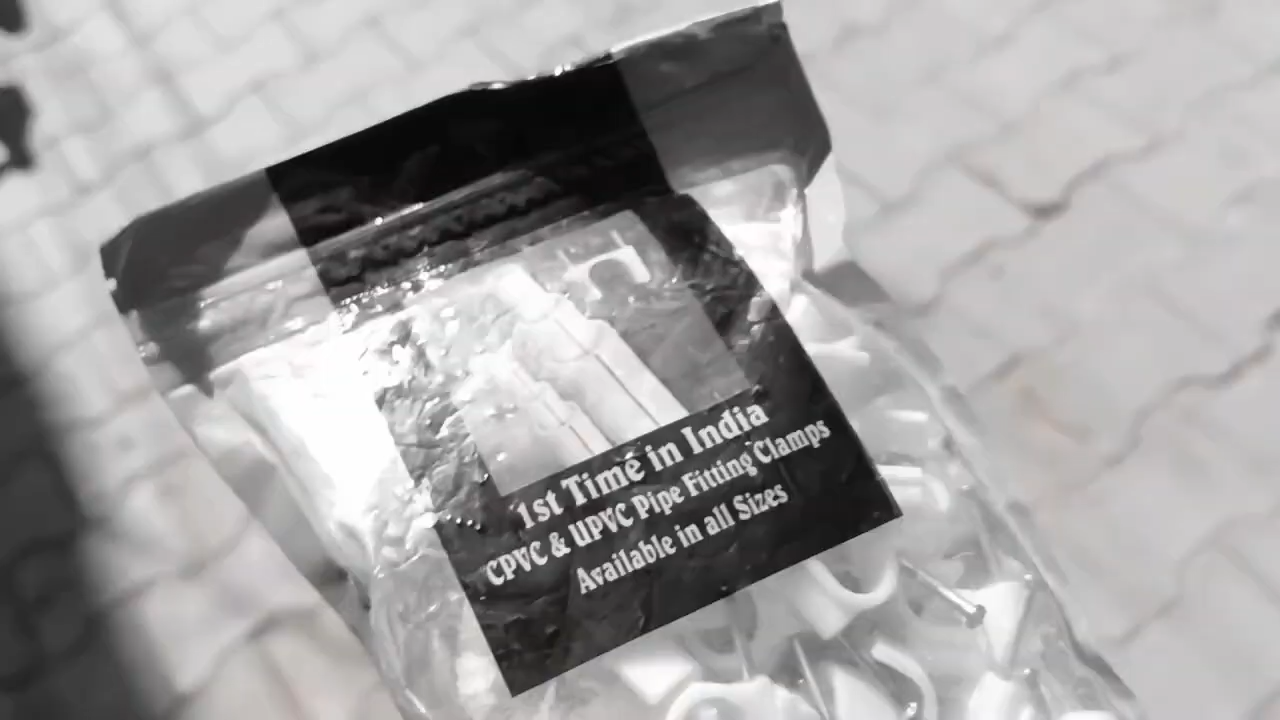 1st Time in India
CPVC & UPVC Pipe Fitting Clamps
Available in all Sizes